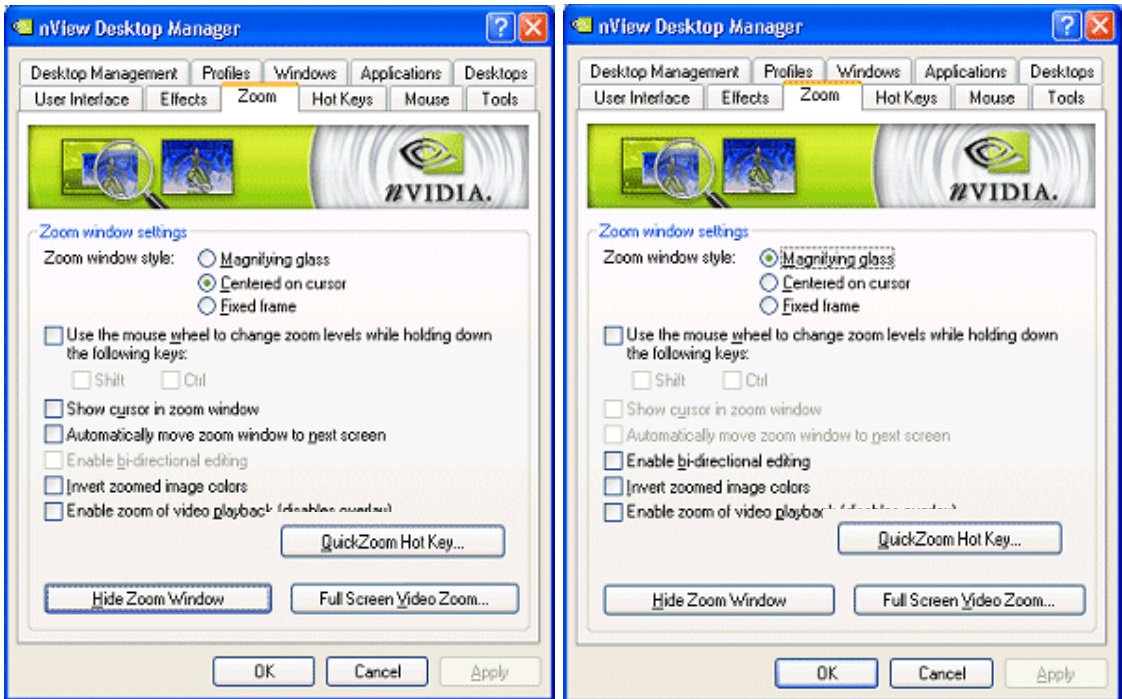 nView Desktop Manager
Desktop Management Profiles Windows Applications Desktops
User Interface Effects Zoom Hot Keys Mouse Tools
nVIDIA.
Zoom window settings
Zoom window style: Magnifying glass
Centered on cursor
Fixed frame
Use the mouse wheel to change zoom levels while holding down
the following keys:
Shift Ctrl
Show cursor in zoom window
Automatically move zoom window to next screen
Enable bi-directional editing
Invert zoomed image colors
Enable zoom of video playback (disables overlay)
QuickZoom Hot Key...
Hide Zoom Window Full Screen Video Zoom...
OK Cancel Apply
nView Desktop Manager
Desktop Management Profiles Windows Applications Desktops
User Interface Effects Zoom Hot Keys Mouse Tools
nVIDIA.
Zoom window settings
Zoom window style: Magnifying glass
Centered on cursor
Fixed frame
Use the mouse wheel to change zoom levels while holding down
the following keys:
Shift Ctrl
Show cursor in zoom window
Automatically move zoom window to next screen
Enable bi-directional editing
Invert zoomed image colors
Enable zoom of video
QuickZoom Hot Key...
Hide Zoom Window Full Screen Video Zoom...
OK Cancel Apply